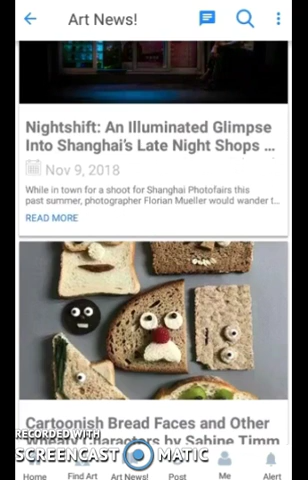 Art News!
Nightshift: An Illuminated Glimpse
Into Shanghai's Late Night Shops ...
Nov 9, 2018
While in town for a shoot for Shanghai Photofairs this
past summer, photographer Florian Mueller would wander t...
READ MORE
Cartoonish Bread Faces and Other
Wheaty Characters by Sabine Timm
RECORDED WITH
SCREENCAST MATIC
Home Find Art Art News! Post Me Alert